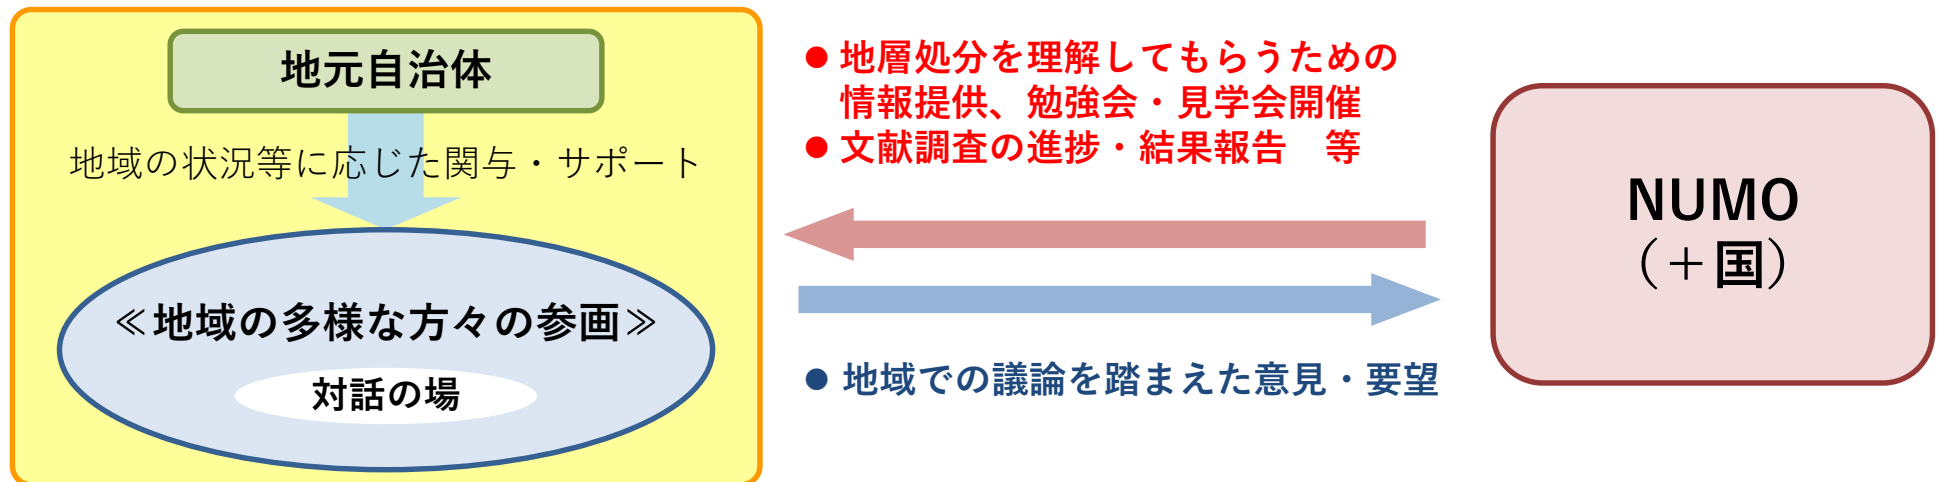 地元自治体
地域の状況等に応じた関与・サポート
≪地域の多様な方々の参画≫
対話の場
● 地層処分を理解してもらうための
情報提供、勉強会・見学会開催
● 文献調査の進捗・結果報告　等
● 地域での議論を踏まえた意見・要望
NUMO
（＋国）